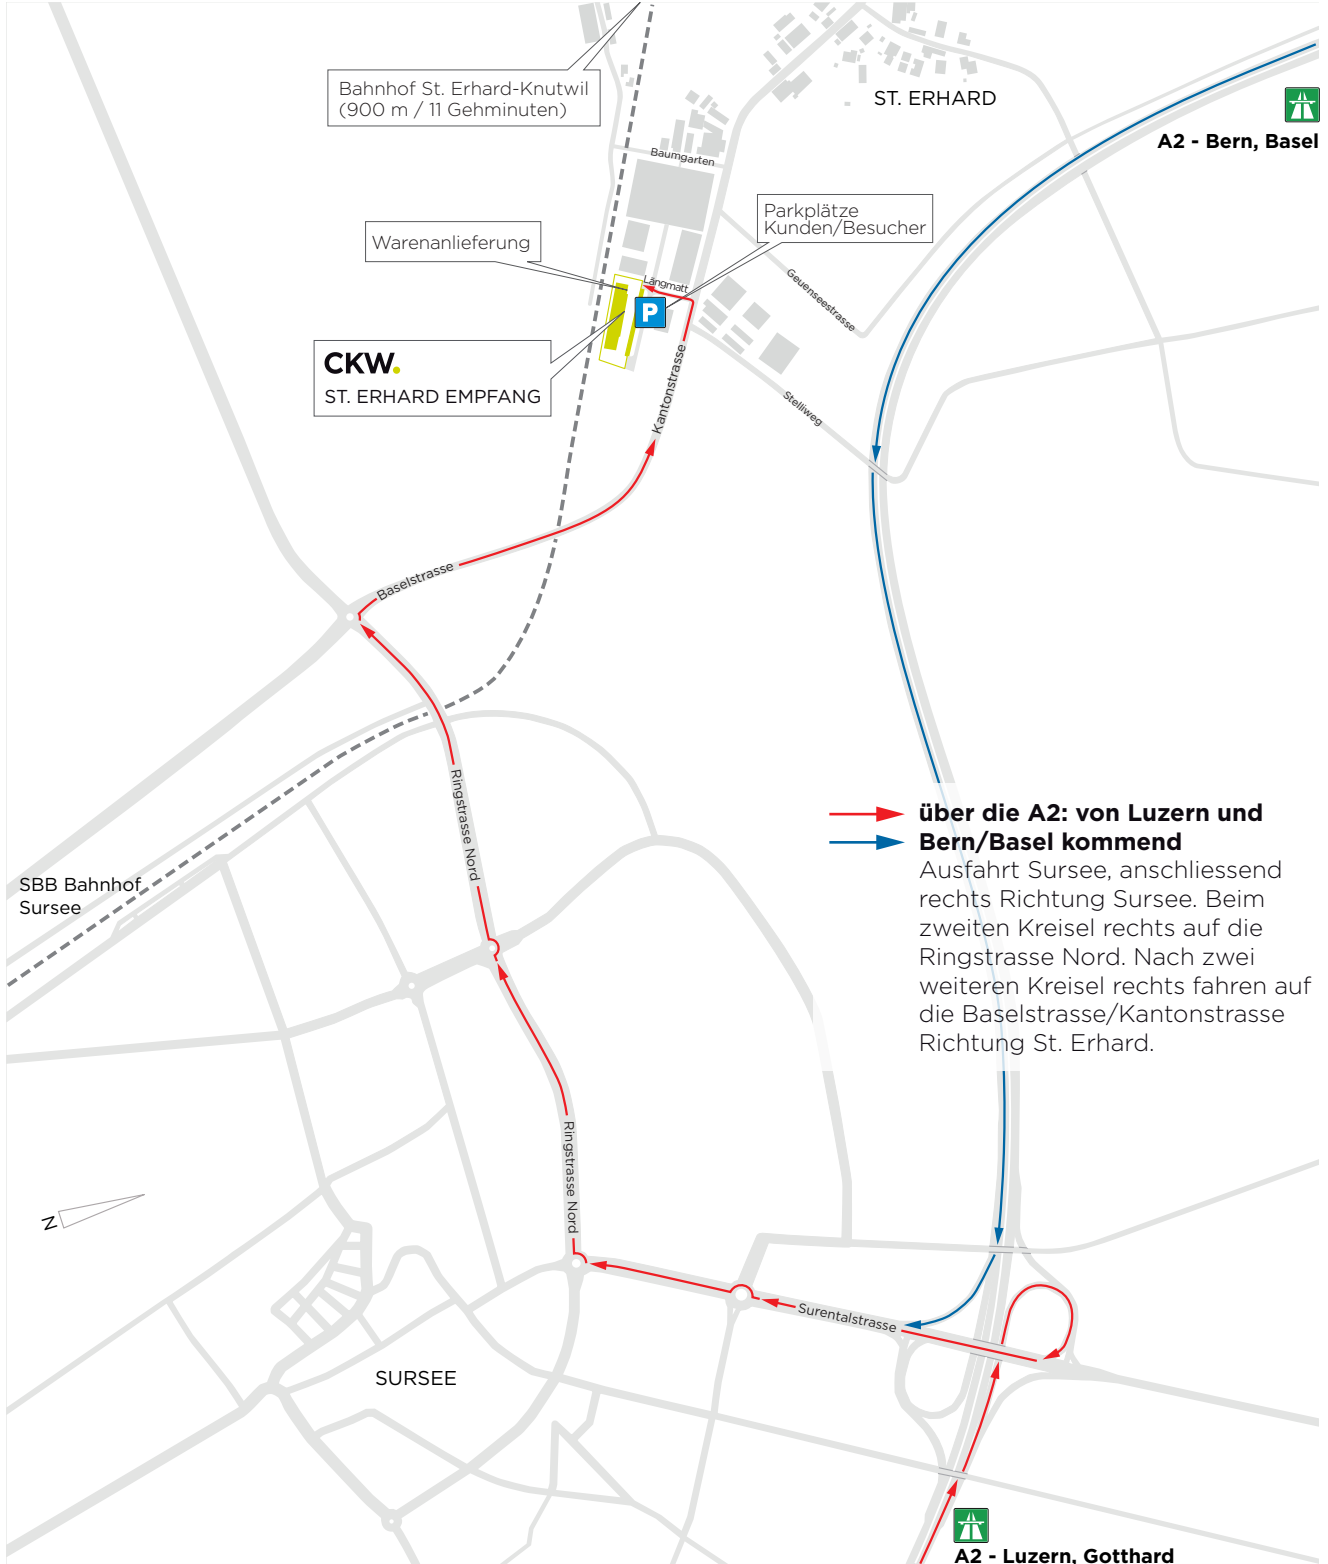 Bahnhof St. Erhard-Knutwil
(900 m / 11 Gehminuten)
ST. ERHARD
A2 - Bern, Basel
Baumgarten
Parkplätze
Kunden/Besucher
Warenanlieferung
Längmatt
Geuenseestrasse
P
CKW.
ST. ERHARD EMPFANG
Kantonstrasse
Stelliweg
Baselstrasse
Ringstrasse Nord
über die A2: von Luzern und
Bern/Basel kommend
Ausfahrt Sursee, anschliessend
rechts Richtung Sursee. Beim
zweiten Kreisel rechts auf die
Ringstrasse Nord. Nach zwei
weiteren Kreisel rechts fahren auf
die Baselstrasse/Kantonstrasse
Richtung St. Erhard.
SBB Bahnhof
Sursee
Ringstrasse Nord
N
Surentalstrasse
SURSEE
A2 - Luzern, Gotthard